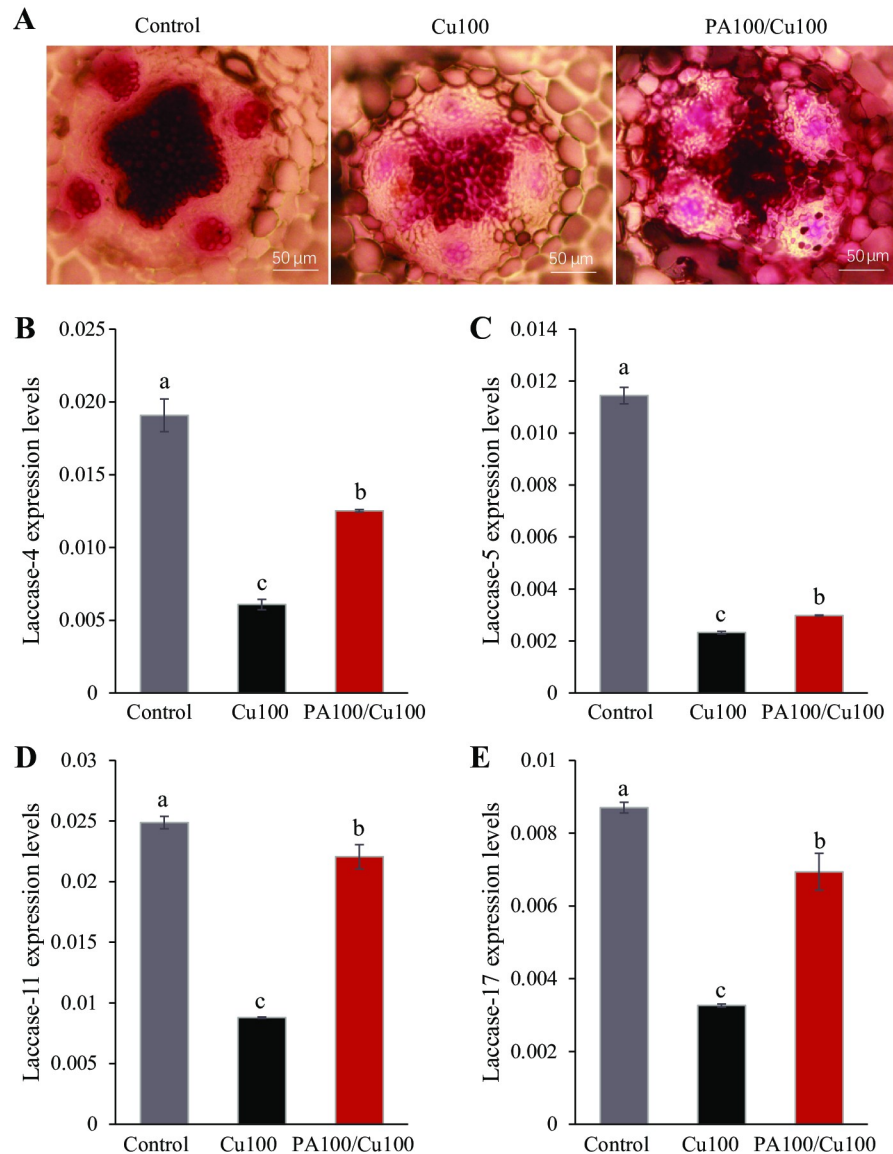 A
Control
Cu100
PA100/Cu100
50 μm
50 μm
50 μm
B
Laccase-4 expression levels
0.025
0.020
0.015
0.010
0.005
0
a
c
b
Control Cu100 PA100/Cu100
C
Laccase-5 expression levels
0.014
0.012
0.010
0.008
0.006
0.004
0.002
0
a
c
b
Control Cu100 PA100/Cu100
D
Laccase-11 expression levels
0.03
0.025
0.02
0.015
0.01
0.005
0
a
c
b
Control Cu100 PA100/Cu100
E
Laccase-17 expression levels
0.01
0.008
0.006
0.004
0.002
0
a
c
b
Control Cu100 PA100/Cu100